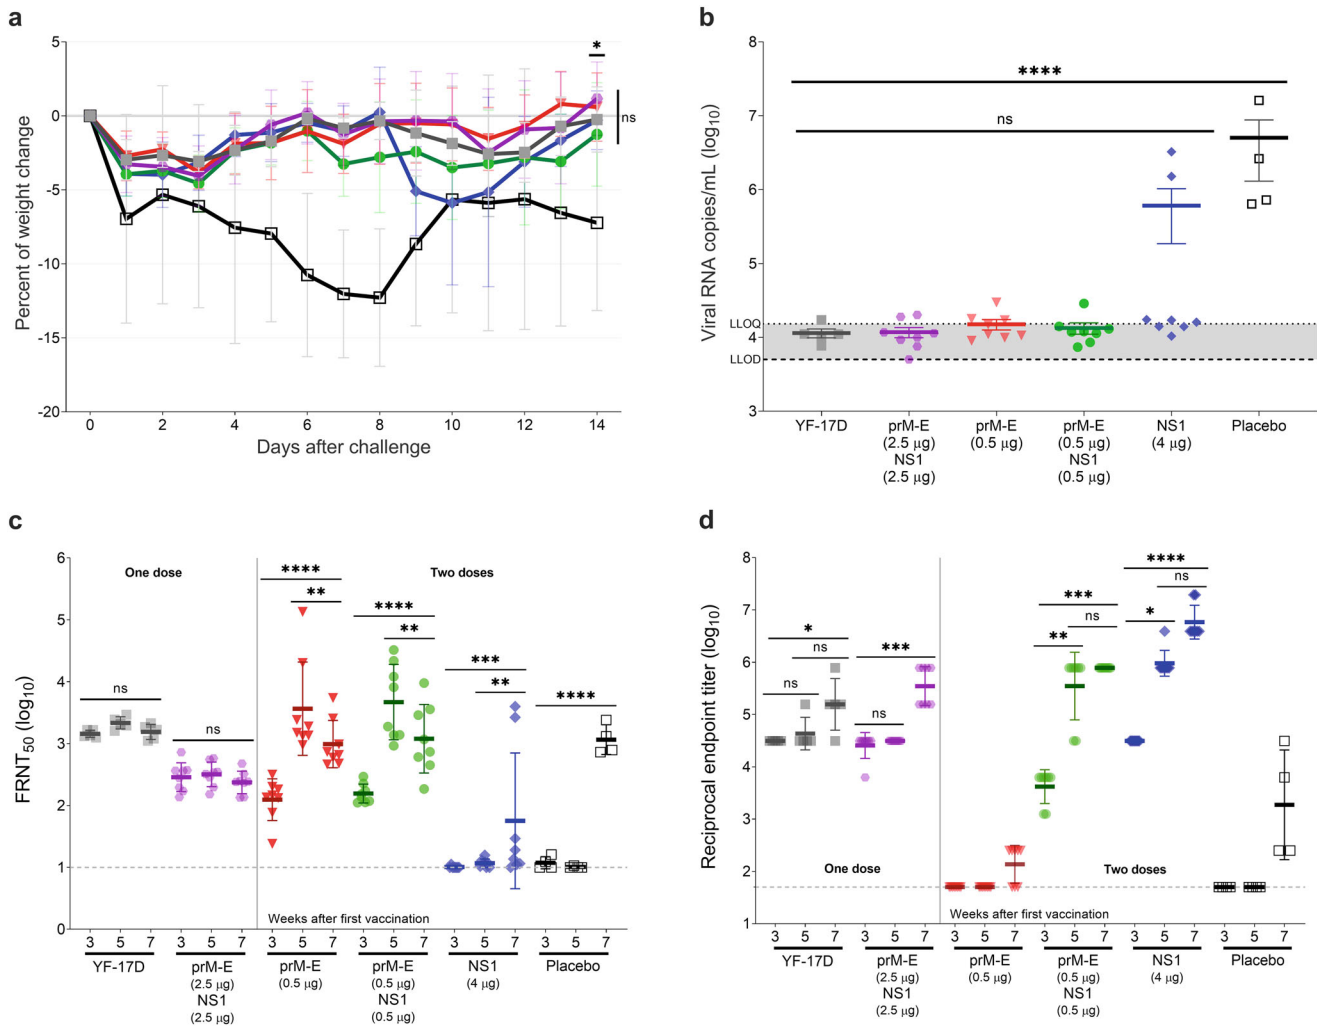 a
5
0
-5
-10
-15
-20
Percent of weight change
*
ns
0 2 4 6 8 10 12 14
Days after challenge
b
8
7
6
5
4
3
LLOQ
LLOD
Viral RNA copies/mL (log10)
****
ns
YF-17D prM-E prM-E prM-E NS1 Placebo
(2.5 µg) (0.5 µg) (0.5 µg) (4 µg)
NS1 NS1
(2.5 µg) (0.5 µg)
c
6
5
4
3
2
1
0
FRNT50 (log10)
One dose Two doses
ns
ns
****
**
****
**
***
**
****
Weeks after first vaccination
3 5 7 3 5 7 3 5 7 3 5 7 3 5 7 3 5 7
YF-17D prM-E prM-E prM-E NS1 Placebo
(2.5 µg) (0.5 µg) (0.5 µg) (4 µg)
NS1 NS1
(2.5 µg) (0.5 µg)
d
8
7
6
5
4
3
2
1
Reciprocal endpoint titer (log10)
*
ns
ns
***
ns
***
ns
**
****
ns
*
One dose Two doses
Weeks after first vaccination
3 5 7 3 5 7 3 5 7 3 5 7 3 5 7 3 5 7
YF-17D prM-E prM-E prM-E NS1 Placebo
(2.5 µg) (0.5 µg) (0.5 µg) (4 µg)
NS1 NS1
(2.5 µg) (0.5 µg)